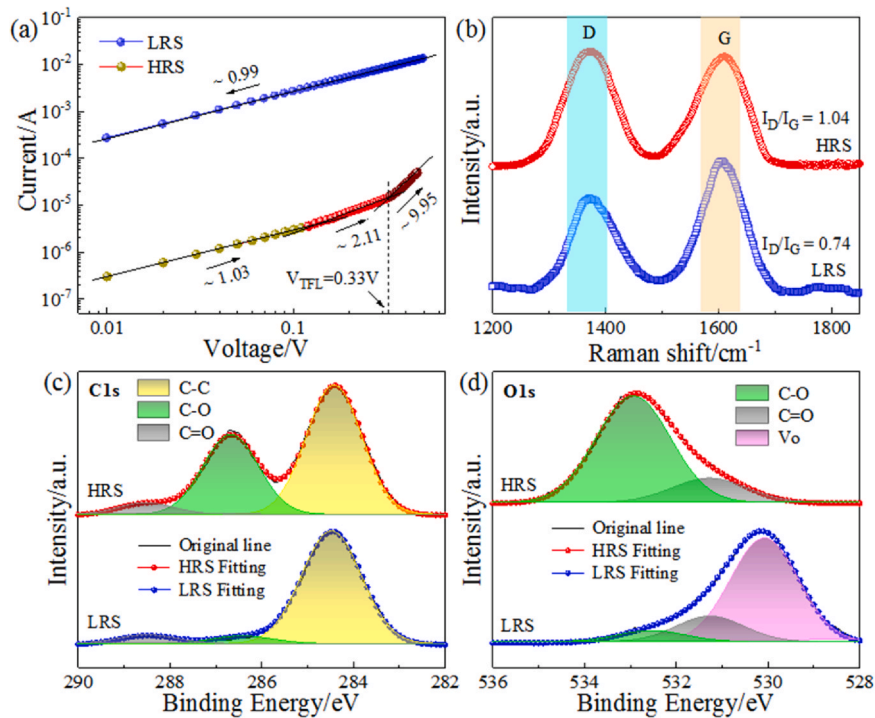 (a)
10⁻¹
10⁻²
10⁻³
10⁻⁴
10⁻⁵
10⁻⁶
10⁻⁷
Current/A
LRS
HRS
~ 0.99
~ 1.03
~ 2.11
~ 9.95
V_TFL=0.33V
0.01
0.1
Voltage/V
(b)
D
G
I_D/I_G = 1.04
HRS
I_D/I_G = 0.74
LRS
Intensity/a.u.
1200
1400
1600
1800
Raman shift/cm⁻¹
(c)
C1s
C-C
C-O
C=O
HRS
Original line
HRS Fitting
LRS Fitting
LRS
Intensity/a.u.
290
288
286
284
282
Binding Energy/eV
(d)
O1s
C-O
C=O
Vo
HRS
Original line
HRS Fitting
LRS Fitting
LRS
Intensity/a.u.
536
534
532
530
528
Binding Energy/eV